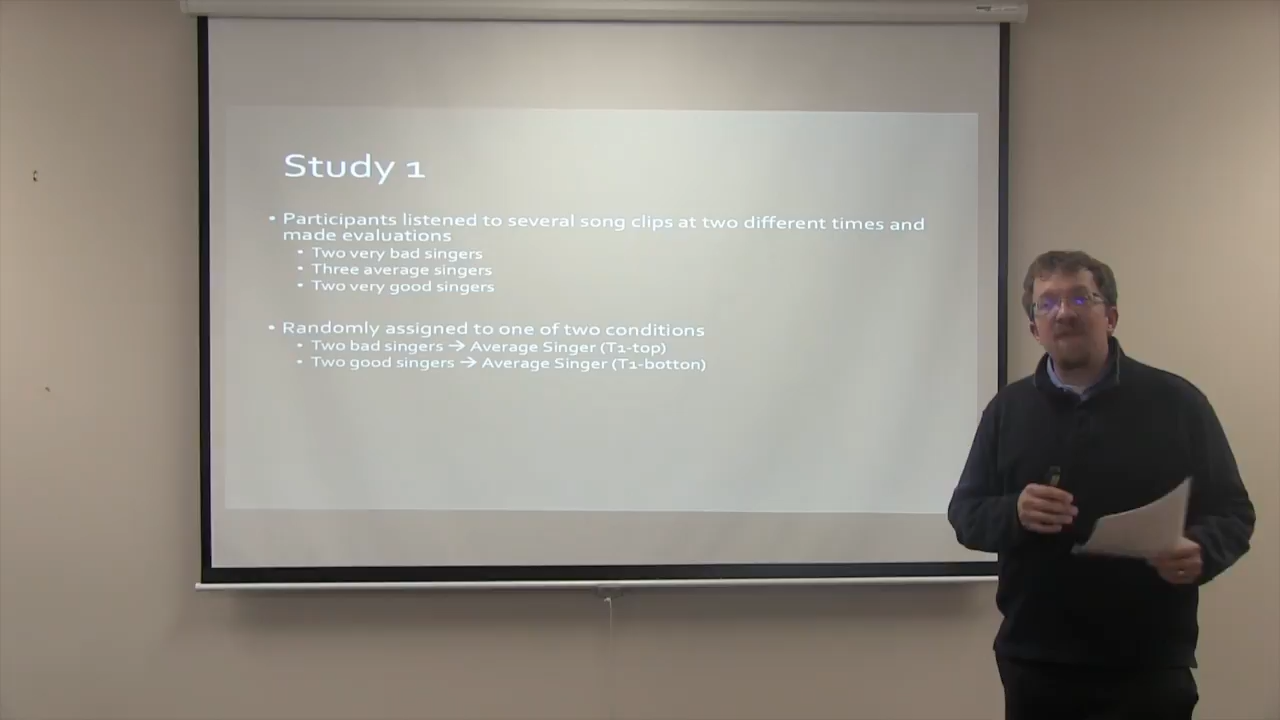 Study 1
• Participants listened to several song clips at two different times and
made evaluations
• Two very bad singers
• Three average singers
• Two very good singers
• Randomly assigned to one of two conditions
• Two bad singers → Average Singer (T1-top)
• Two good singers → Average Singer (T1-botton)